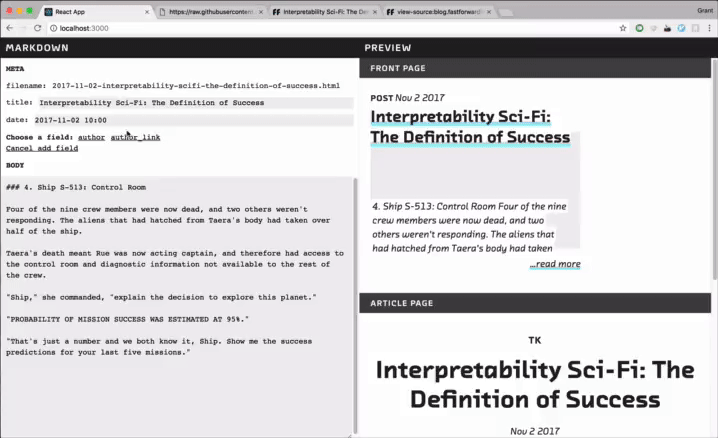 React App
https://raw.githubusercontent
Interpretability Sci-Fi: The Def
view-source:blog.fastforward
Grant
localhost:3000
MARKDOWN
META
filename: 2017-11-02-interpretability-scifi-the-definition-of-success.html
title: Interpretability Sci-Fi: The Definition of Success
date: 2017-11-02 10:00
Choose a field: author author_link
Cancel add field
BODY
### 4. Ship S-513: Control Room
Four of the nine crew members were now dead, and two others weren't
responding. The aliens that had hatched from Taera's body had taken over
half of the ship.
Taera's death meant Rue was now acting captain, and therefore had access to
the control room and diagnostic information not available to the rest of
the crew.
"Ship," she commanded, "explain the decision to explore this planet."
"PROBABILITY OF MISSION SUCCESS WAS ESTIMATED AT 95%."
"That's just a number and we both know it, Ship. Show me the success
predictions for your last five missions."
PREVIEW
FRONT PAGE
POST Nov 2 2017
Interpretability Sci-Fi:
The Definition of Success
4. Ship S-513: Control Room Four of the nine
crew members were now dead, and two
others weren't responding. The aliens that
had hatched from Taera's body had taken
...read more
ARTICLE PAGE
TK
Interpretability Sci-Fi: The
Definition of Success
Nov 2 2017